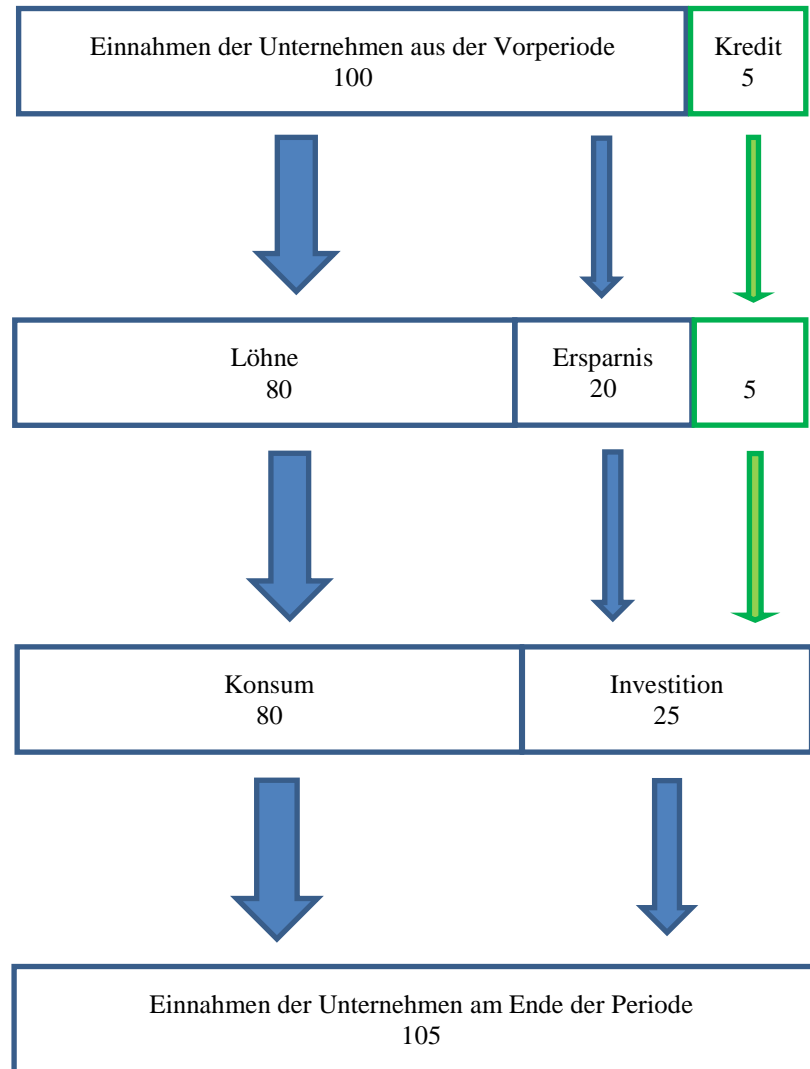 Einnahmen der Unternehmen aus der Vorperiode
100
Kredit
5
Löhne
80
Ersparnis
20
5
Konsum
80
Investition
25
Einnahmen der Unternehmen am Ende der Periode
105